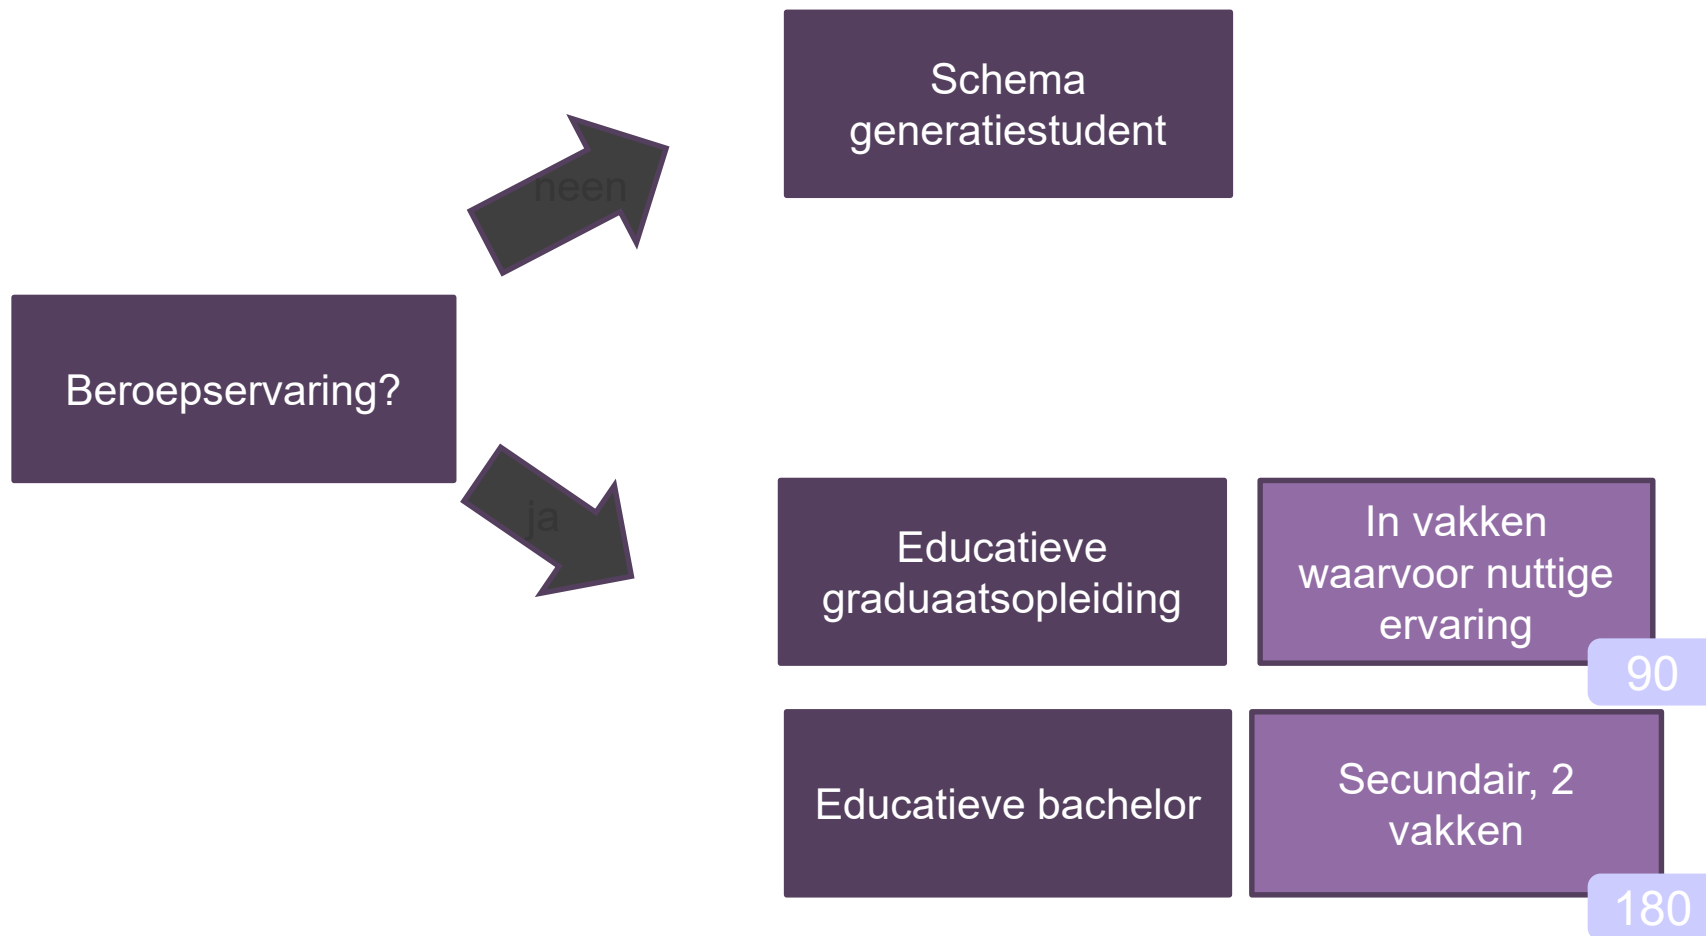 Schema
generatiestudent
neen
Beroepservaring?
ja
Educatieve
graduaatsopleiding
In vakken
waarvoor nuttige
ervaring
90
Educatieve bachelor
Secundair, 2
vakken
180